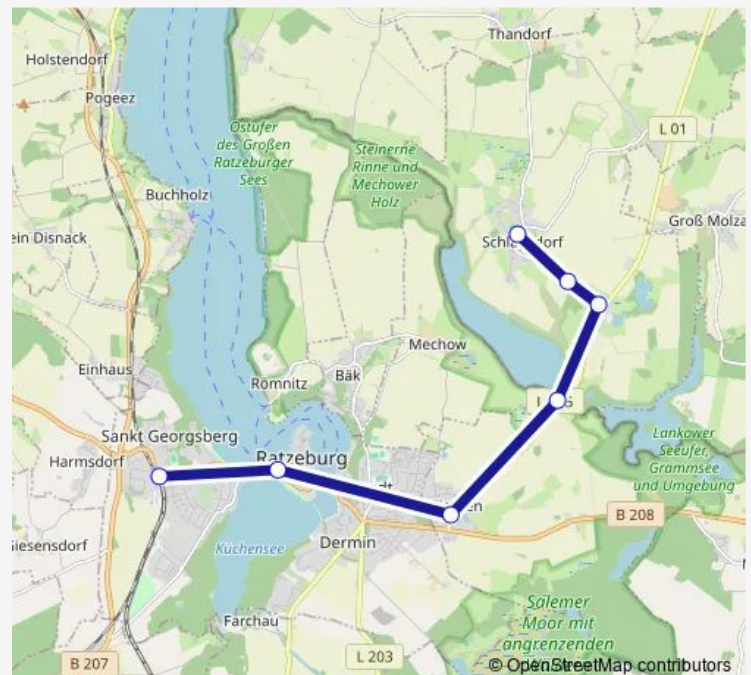 Thandorf
Holstendorf
Pogeez
L 01
Ostufer
des Großen
Ratzeburger
Sees
Steinerne
Rinne und
Mechower
Holz
Buchholz
Groß Molza
ein Disnack
Mechow
Einhaus
Bäk
Römnitz
Sankt Georgsberg
Harmsdorf
Ratzeburg
Lankower
Seeufer,
Grammsee
und Umgebung
B 208
Giesensdorf
Küchensee
Dermin
Salemer
Moor mit
angrenzenden
Farchau
L 203
B 207
© OpenStreetMap contributors